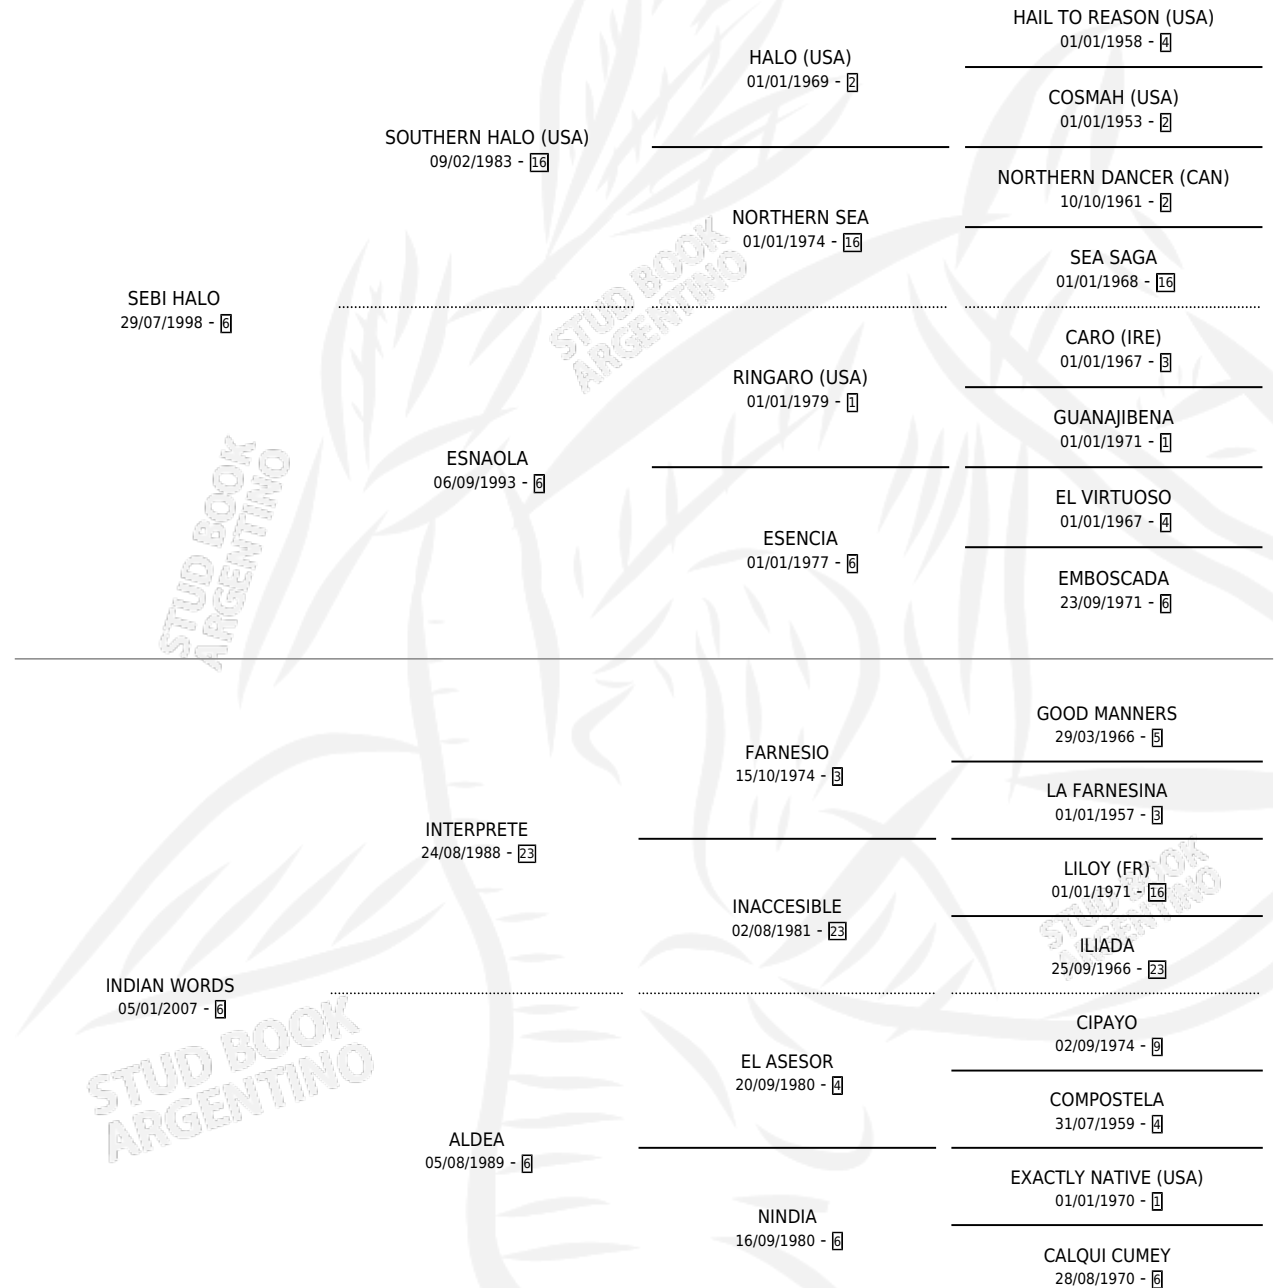 HAIL TO REASON (USA)
01/01/1958 - 4
HALO (USA)
01/01/1969 - 2
COSMAH (USA)
01/01/1953 - 2
SOUTHERN HALO (USA)
09/02/1983 - 16
NORTHERN DANCER (CAN)
10/10/1961 - 2
NORTHERN SEA
01/01/1974 - 16
SEA SAGA
01/01/1968 - 16
SEBI HALO
29/07/1998 - 6
STUD BOOK
ARGENTINO
CARO (IRE)
01/01/1967 - 3
RINGARO (USA)
01/01/1979 - 1
GUANAJIBENA
01/01/1971 - 1
ESNAOLA
06/09/1993 - 6
EL VIRTUOSO
01/01/1967 - 4
ESENCIA
01/01/1977 - 6
EMBOSCADA
23/09/1971 - 6
STUD BOOK
ARGENTINO
GOOD MANNERS
29/03/1966 - 5
FARNESIO
15/10/1974 - 3
LA FARNESINA
01/01/1957 - 3
INTERPRETE
24/08/1988 - 23
LILOY (FR)
01/01/1971 - 16
INACCESIBLE
02/08/1981 - 23
ILIADA
25/09/1966 - 23
STUD BOOK
ARGENTINO
INDIAN WORDS
05/01/2007 - 6
STUD BOOK
ARGENTINO
CIPAYO
02/09/1974 - 9
EL ASESOR
20/09/1980 - 4
COMPOSTELA
31/07/1959 - 4
ALDEA
05/08/1989 - 6
EXACTLY NATIVE (USA)
01/01/1970 - 1
NINDIA
16/09/1980 - 6
CALQUI CUMEY
28/08/1970 - 6